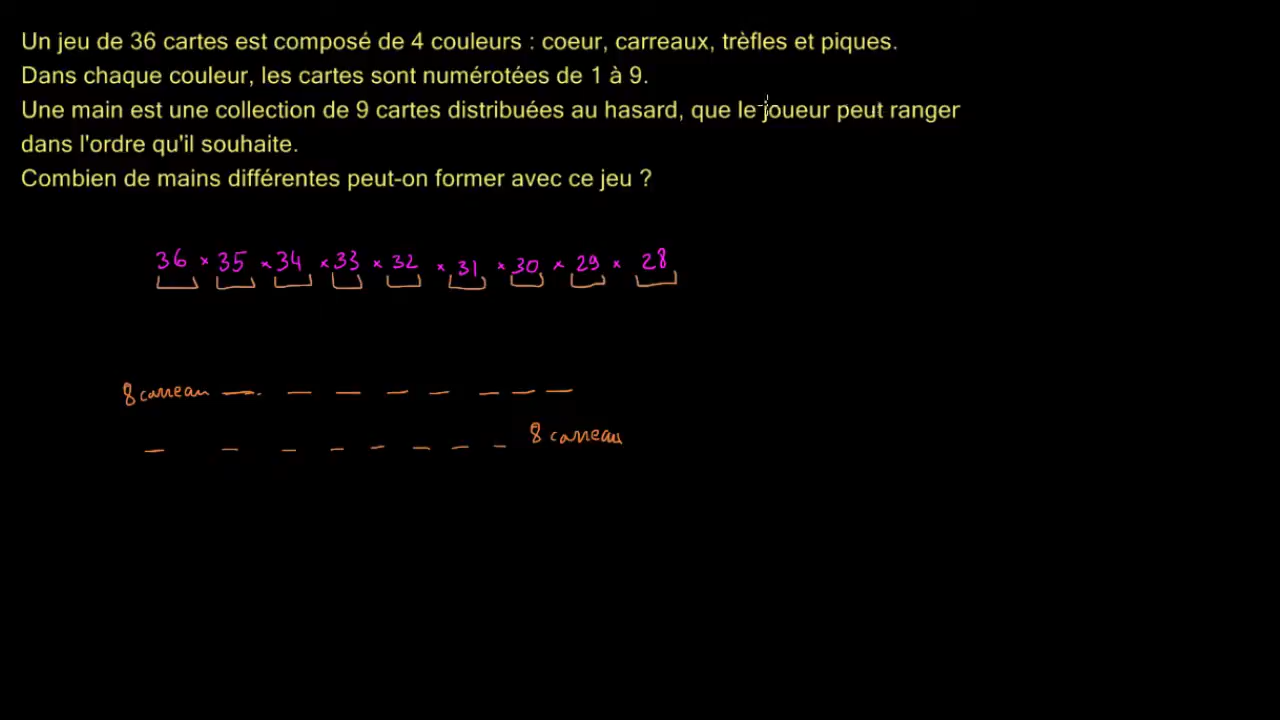 Un jeu de 36 cartes est composé de 4 couleurs : coeur, carreaux, trèfles et piques.
Dans chaque couleur, les cartes sont numérotées de 1 à 9.
Une main est une collection de 9 cartes distribuées au hasard, que le joueur peut ranger
dans l'ordre qu'il souhaite.
Combien de mains différentes peut-on former avec ce jeu ?
36 × 35 × 34 × 33 × 32 × 31 × 30 × 29 × 28
8 carreau
8 carreau